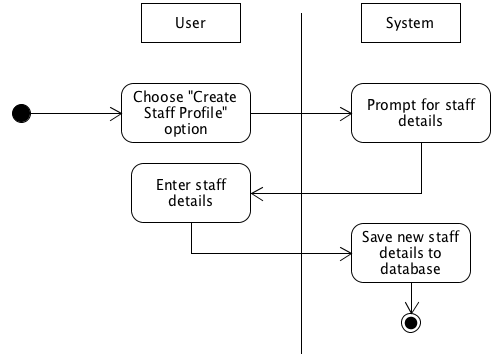 User
System
Choose "Create
Staff Profile"
option
Prompt for staff
details
Enter staff
details
Save new staff
details to
database